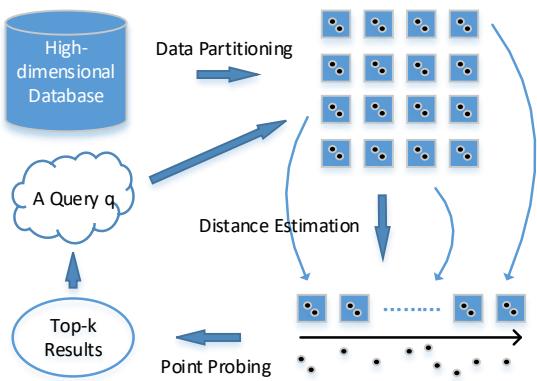 High-
dimensional
Database
Data Partitioning
A Query q
Distance Estimation
Top-k
Results
Point Probing